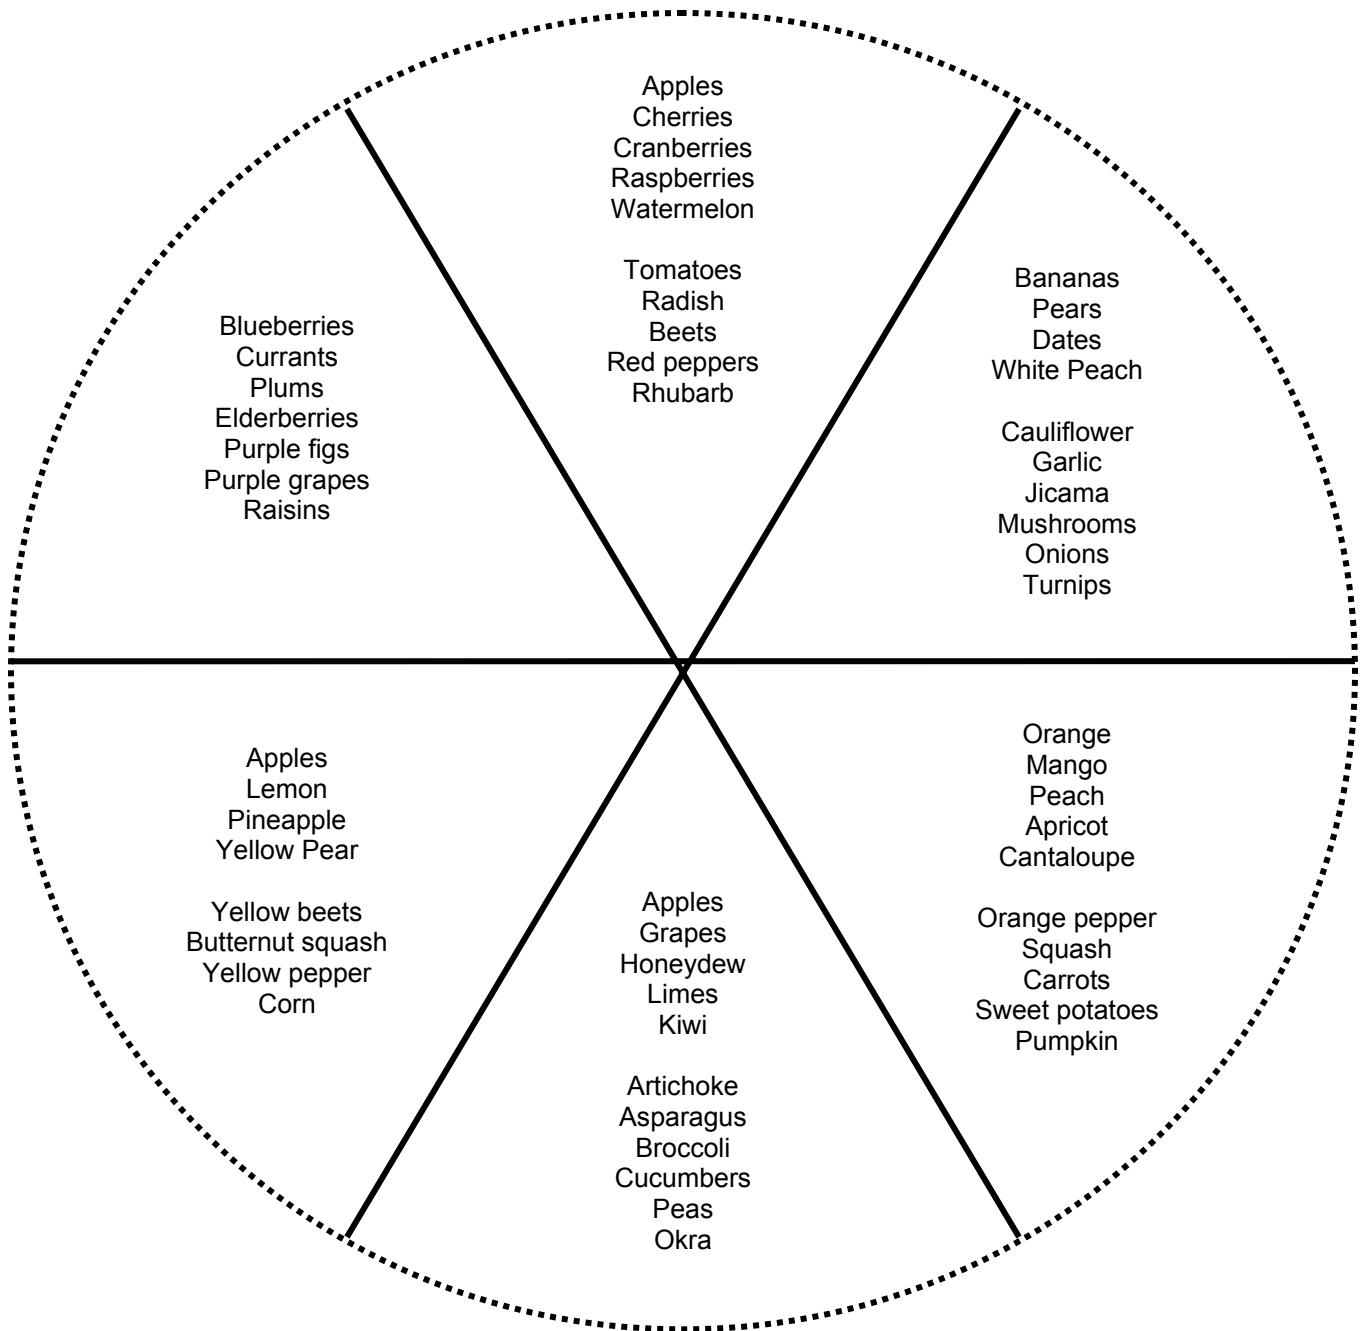 Apples
Cherries
Cranberries
Raspberries
Watermelon
Tomatoes
Radish
Beets
Red peppers
Rhubarb
Bananas
Pears
Dates
White Peach
Cauliflower
Garlic
Jicama
Mushrooms
Onions
Turnips
Blueberries
Currants
Plums
Elderberries
Purple figs
Purple grapes
Raisins
Apples
Lemon
Pineapple
Yellow Pear
Yellow beets
Butternut squash
Yellow pepper
Corn
Apples
Grapes
Honeydew
Limes
Kiwi
Artichoke
Asparagus
Broccoli
Cucumbers
Peas
Okra
Orange
Mango
Peach
Apricot
Cantaloupe
Orange pepper
Squash
Carrots
Sweet potatoes
Pumpkin